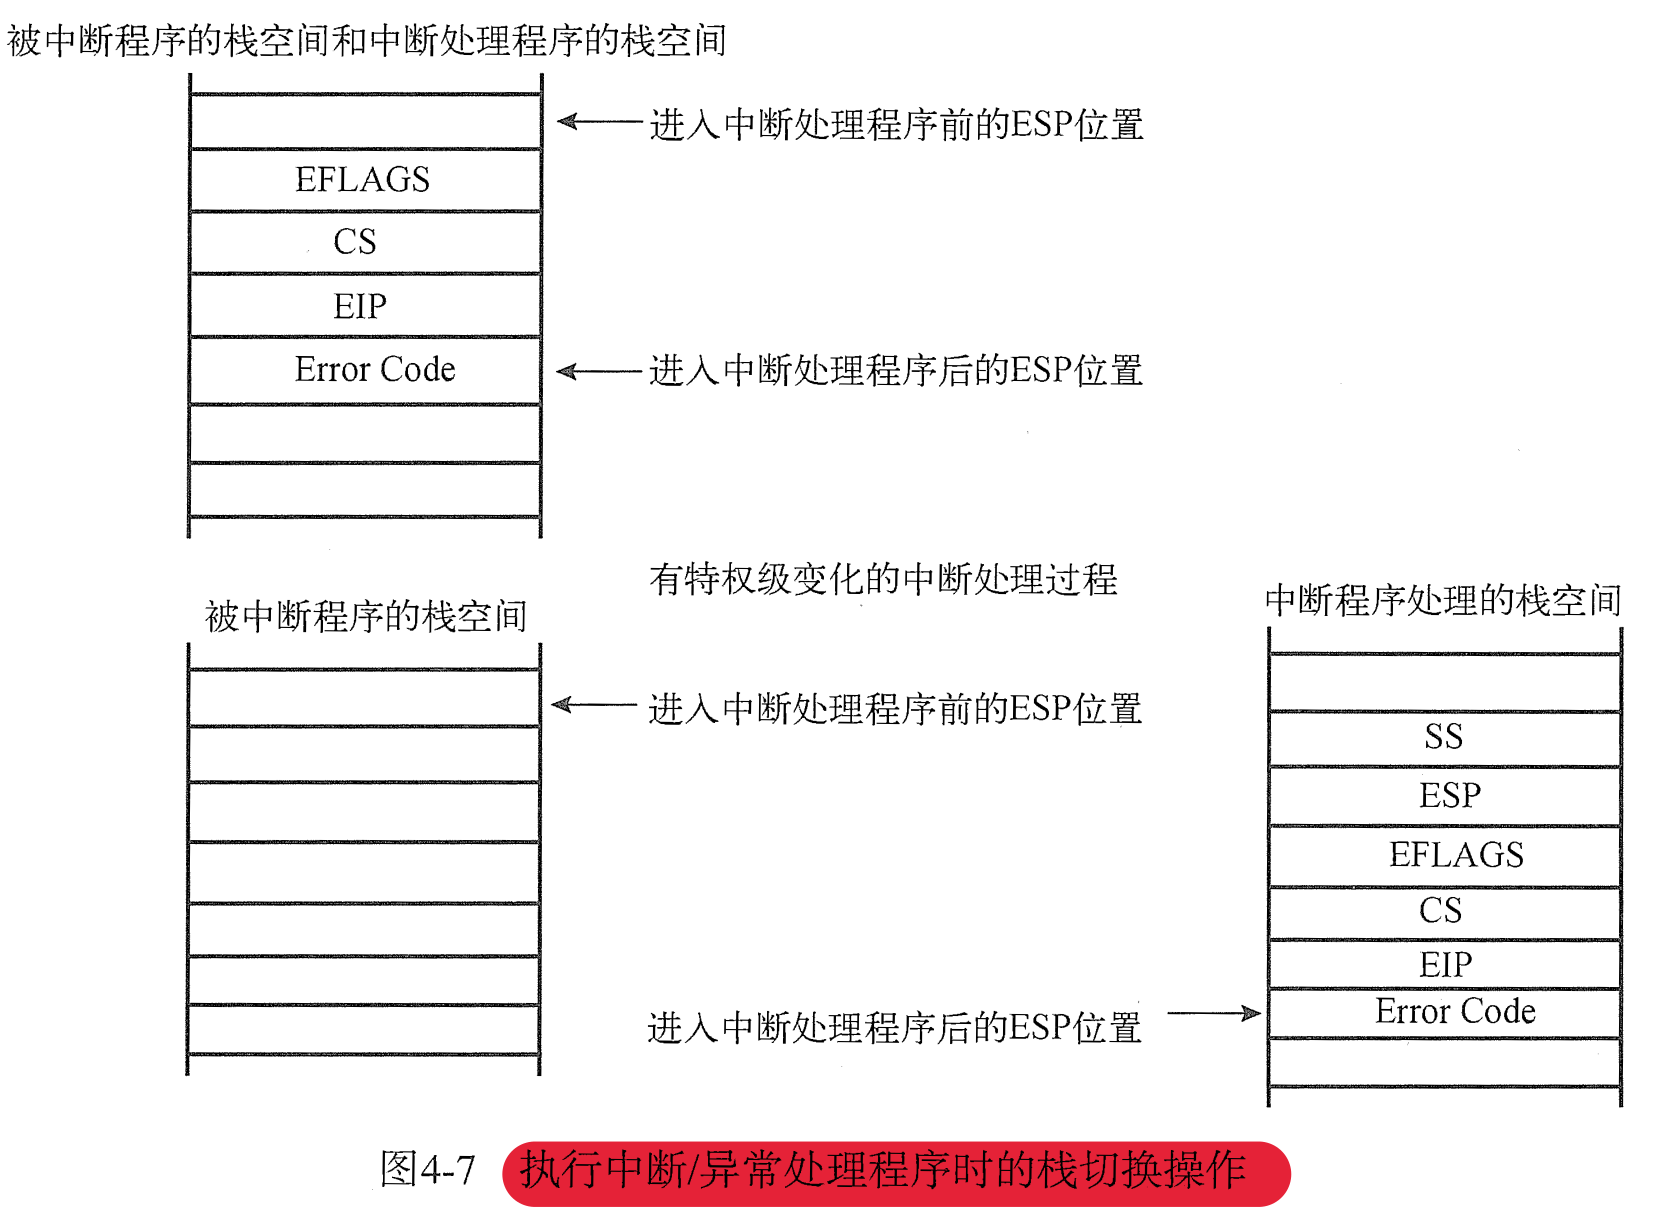 被中断程序的栈空间和中断处理程序的栈空间
进入中断处理程序前的ESP位置
EFLAGS
CS
EIP
Error Code
进入中断处理程序后的ESP位置
有特权级变化的中断处理过程
被中断程序的栈空间
中断程序处理的栈空间
进入中断处理程序前的ESP位置
SS
ESP
EFLAGS
CS
EIP
Error Code
进入中断处理程序后的ESP位置
图4-7 执行中断/异常处理程序时的栈切换操作